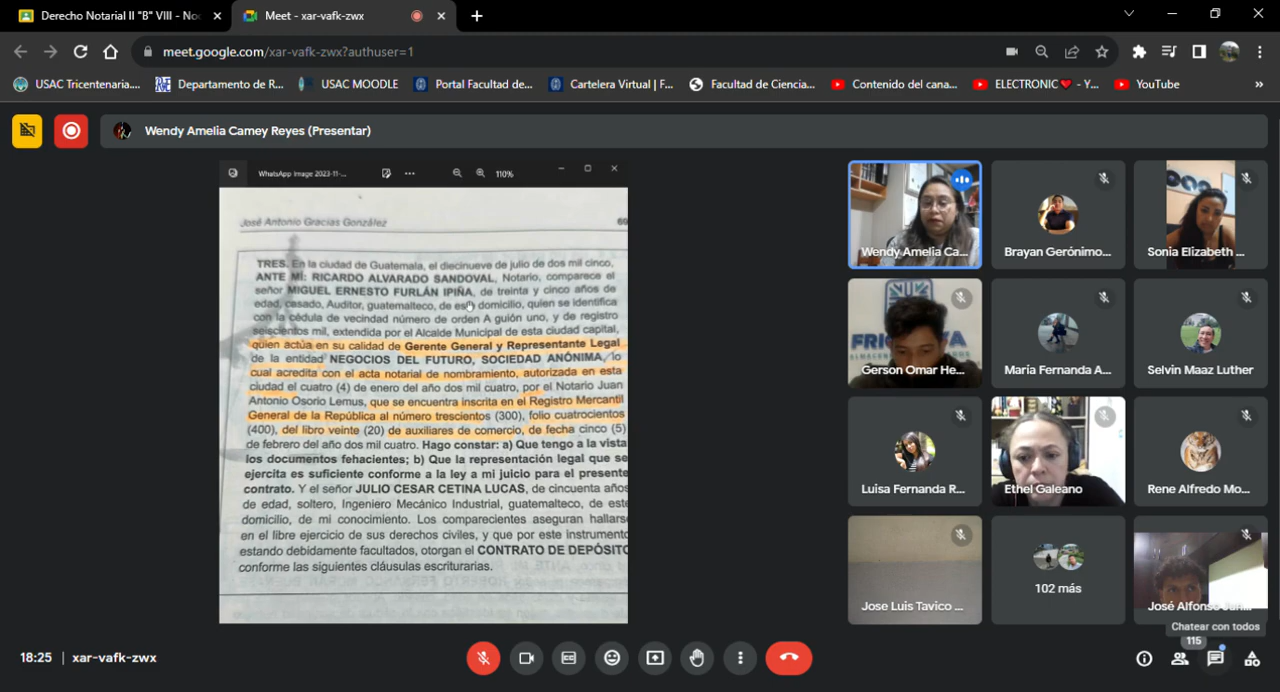 Derecho Notarial II "B" VIII - No
Meet - xar-vafk-zwx
meet.google.com/xar-vafk-zwx?authuser=1
USAC Tricentenaria....
Departamento de R...
USAC MOODLE
Portal Facultad de...
Cartelera Virtual | F...
Facultad de Ciencia...
Contenido del cana...
ELECTRONIC❤️ - Y...
YouTube
»
Wendy Amelia Camey Reyes (Presentar)
WhatsApp Image 2023-11-...
110%
José Antonio Gracias González
69
TRES. En la ciudad de Guatemala, el diecinueve de julio de dos mil cinco,
ANTE MÍ: RICARDO ALVARADO SANDOVAL, Notario, comparece el
señor MIGUEL ERNESTO FURLÁN IPIÑA, de treinta y cinco años de
edad, casado, Auditor, guatemalteco, de este domicilio, quien se identifica
con la cédula de vecindad número de orden A guión uno, y de registro
seiscientos mil, extendida por el Alcalde Municipal de esta ciudad capital,
quien actúa en su calidad de Gerente General y Representante Legal
de la entidad NEGOCIOS DEL FUTURO, SOCIEDAD ANÓNIMA, lo
cual acredita con el acta notarial de nombramiento, autorizada en esta
ciudad el cuatro (4) de enero del año dos mil cuatro, por el Notario Juan
Antonio Osorio Lemus, que se encuentra inscrita en el Registro Mercantil
General de la República al número trescientos (300), folio cuatrocientos
(400), del libro veinte (20) de auxiliares de comercio, de fecha cinco (5)
de febrero del año dos mil cuatro. Hago constar: a) Que tengo a la vista
los documentos fehacientes; b) Que la representación legal que se
ejercita es suficiente conforme a la ley a mi juicio para el presente
contrato. Y el señor JULIO CESAR CETINA LUCAS, de cincuenta años
de edad, soltero, Ingeniero Mecánico Industrial, guatemalteco, de este
domicilio, de mi conocimiento. Los comparecientes aseguran hallarse
en el libre ejercicio de sus derechos civiles, y que por este instrumento
estando debidamente facultados, otorgan el CONTRATO DE DEPÓSITO
conforme las siguientes cláusulas escriturarias.
Wendy Amelia Ca...
Brayan Gerónimo...
Sonia Elizabeth ...
Gerson Omar He...
María Fernanda A...
Selvin Maaz Luther
Luisa Fernanda R...
Ethel Galeano
Rene Alfredo Mo...
Jose Luis Tavico ...
102 más
José Alfonso
Chatear con todos
115
18:25 | xar-vafk-zwx